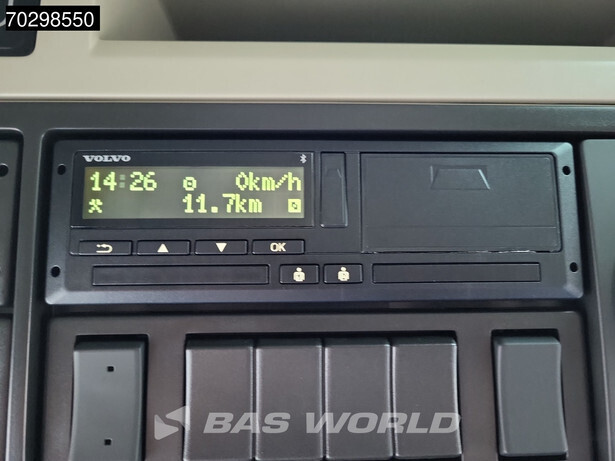 70298550
VOLVO
14:26 0km/h
11.7km
OK
BAS WORLD